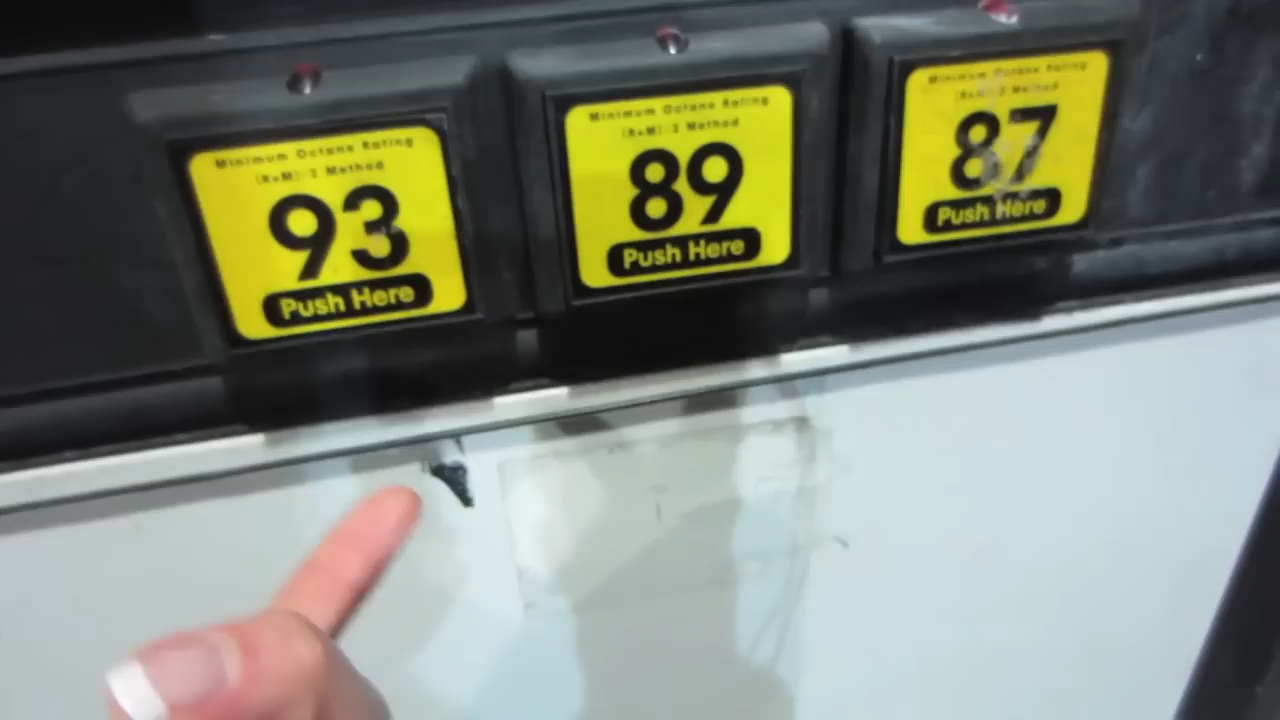 Minimum Octane Rating
(R+M)/2 Method
93
Push Here
Minimum Octane Rating
(R+M)/2 Method
89
Push Here
Minimum Octane Rating
(R+M)/2 Method
87
Push Here